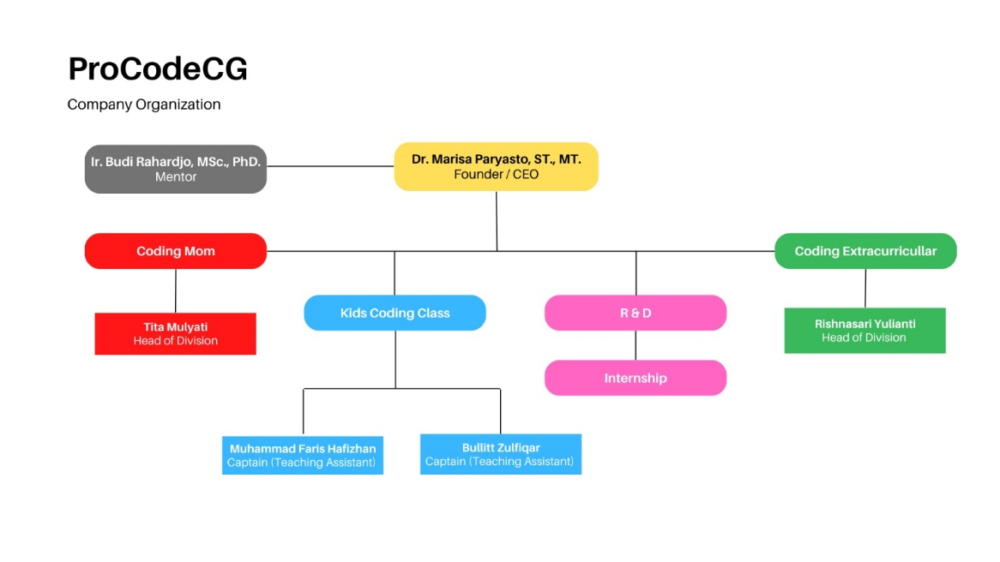 ProCodeCG
Company Organization
Ir. Budi Rahardjo, MSc., PhD.
Mentor
Dr. Marisa Paryasto, ST., MT.
Founder / CEO
Coding Mom
Coding Extracurricullar
Kids Coding Class
R & D
Tita Mulyati
Head of Division
Rishnasari Yulianti
Head of Division
Internship
Muhammad Faris Hafizhan
Captain (Teaching Assistant)
Bullitt Zulfiqar
Captain (Teaching Assistant)